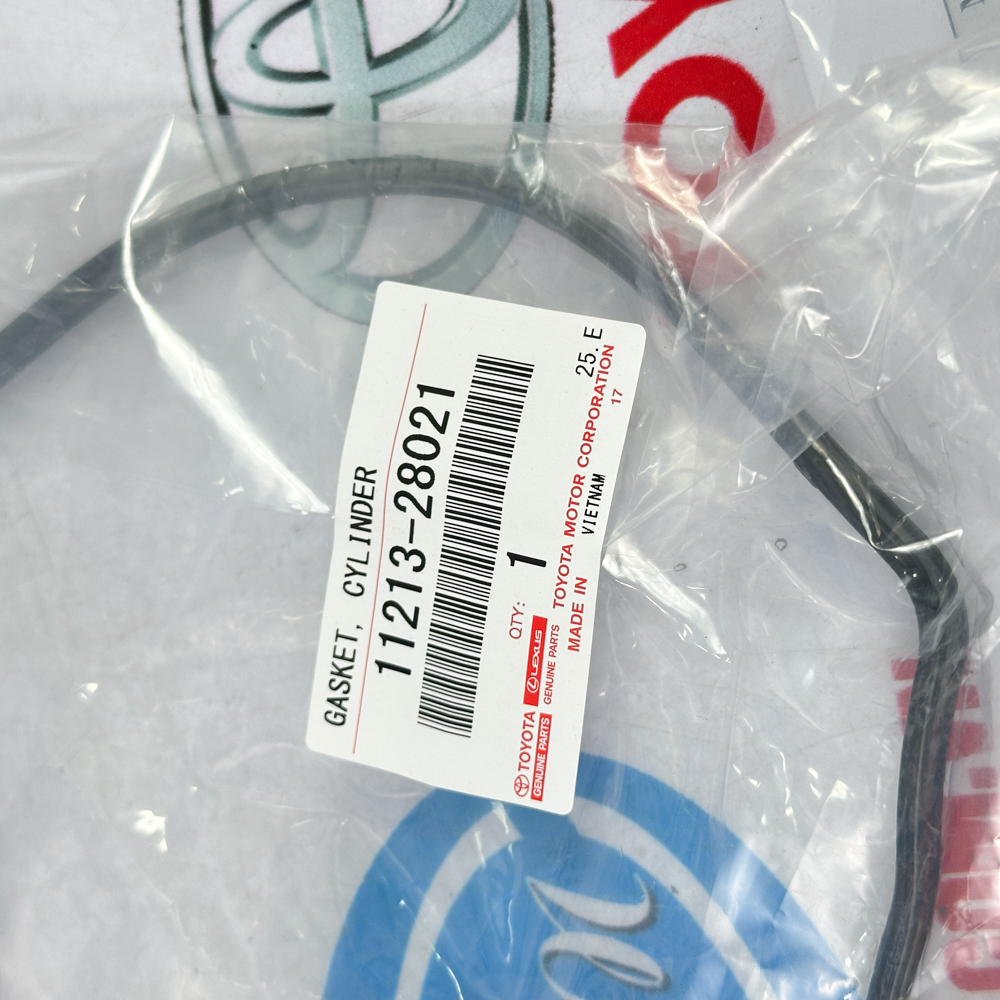 GASKET, CYLINDER
11213-28021
QTY: 1
25. E
TOYOTA
GENUINE PARTS
LEXUS
GENUINE PARTS
TOYOTA MOTOR CORPORATION
17
MADE IN VIETNAM